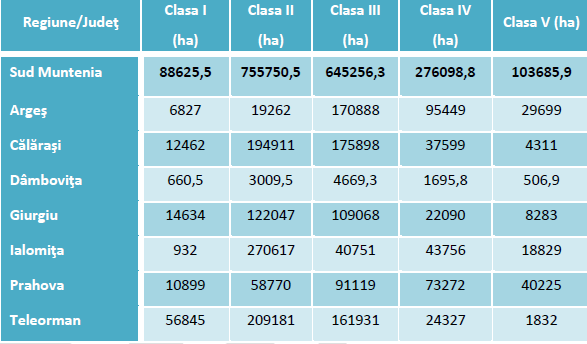 Regiune/Judeţ Clasa I (ha) Clasa II (ha) Clasa III (ha) Clasa IV (ha) Clasa V (ha)
Sud Muntenia 88625,5 755750,5 645256,3 276098,8 103685,9
Argeş 6827 19262 170888 95449 29699
Călăraşi 12462 194911 175898 37599 4311
Dâmboviţa 660,5 3009,5 4669,3 1695,8 506,9
Giurgiu 14634 122047 109068 22090 8283
Ialomiţa 932 270617 40751 43756 18829
Prahova 10899 58770 91119 73272 40225
Teleorman 56845 209181 161931 24327 1832